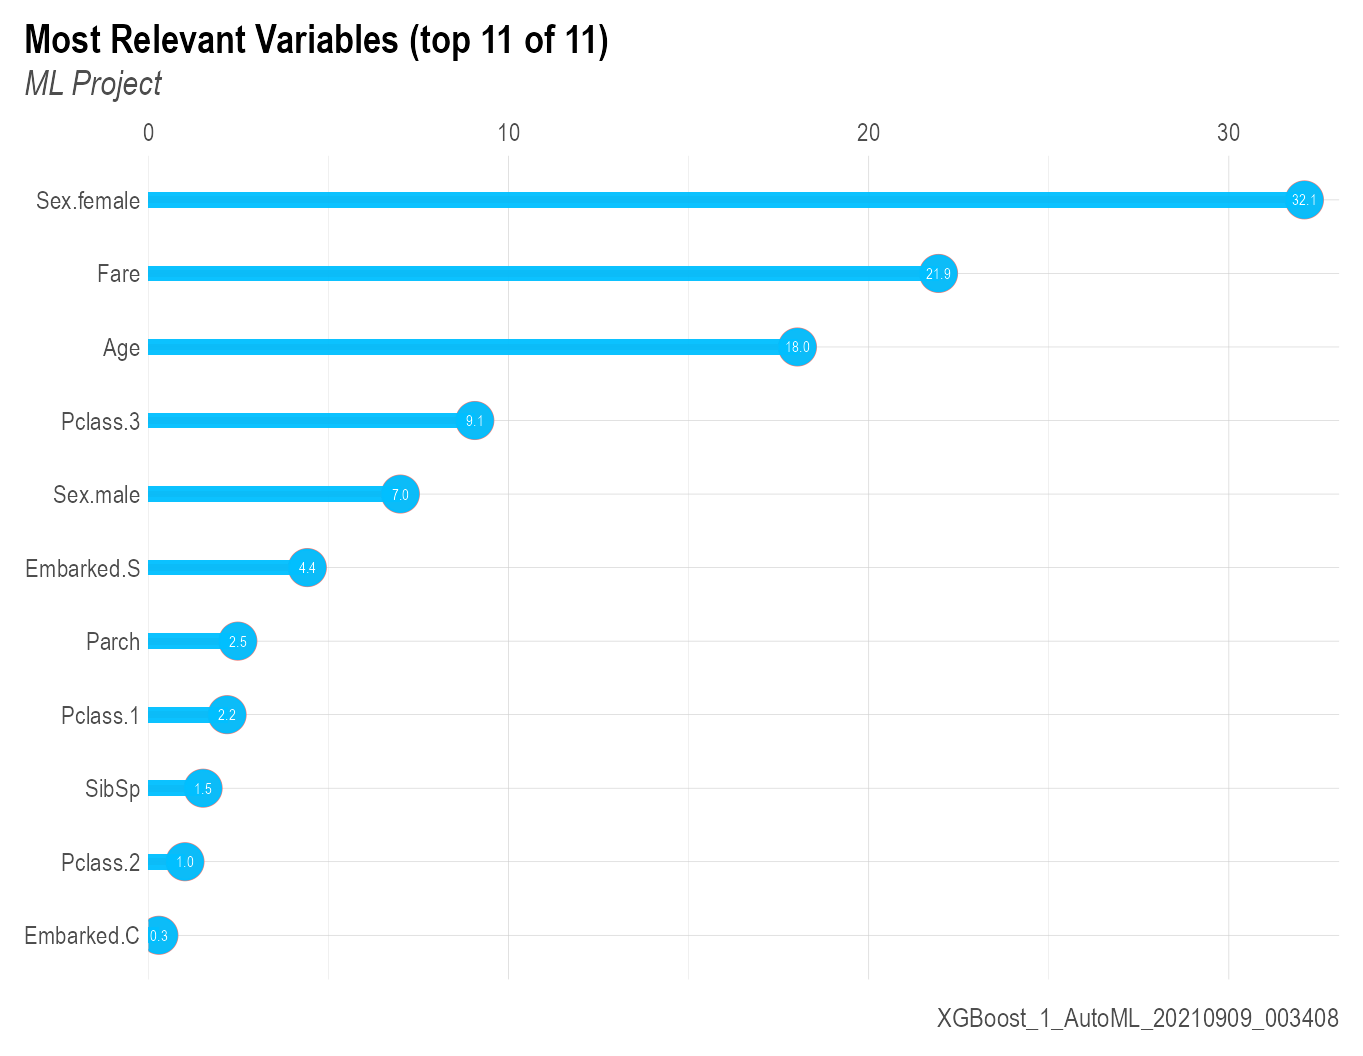 Most Relevant Variables (top 11 of 11)
ML Project
0 10 20 30
Sex.female 32.1
Fare 21.9
Age 18.0
Pclass.3 9.1
Sex.male 7.0
Embarked.S 4.4
Parch 2.5
Pclass.1 2.2
SibSp 1.5
Pclass.2 1.0
Embarked.C 0.3
XGBoost_1_AutoML_20210909_003408